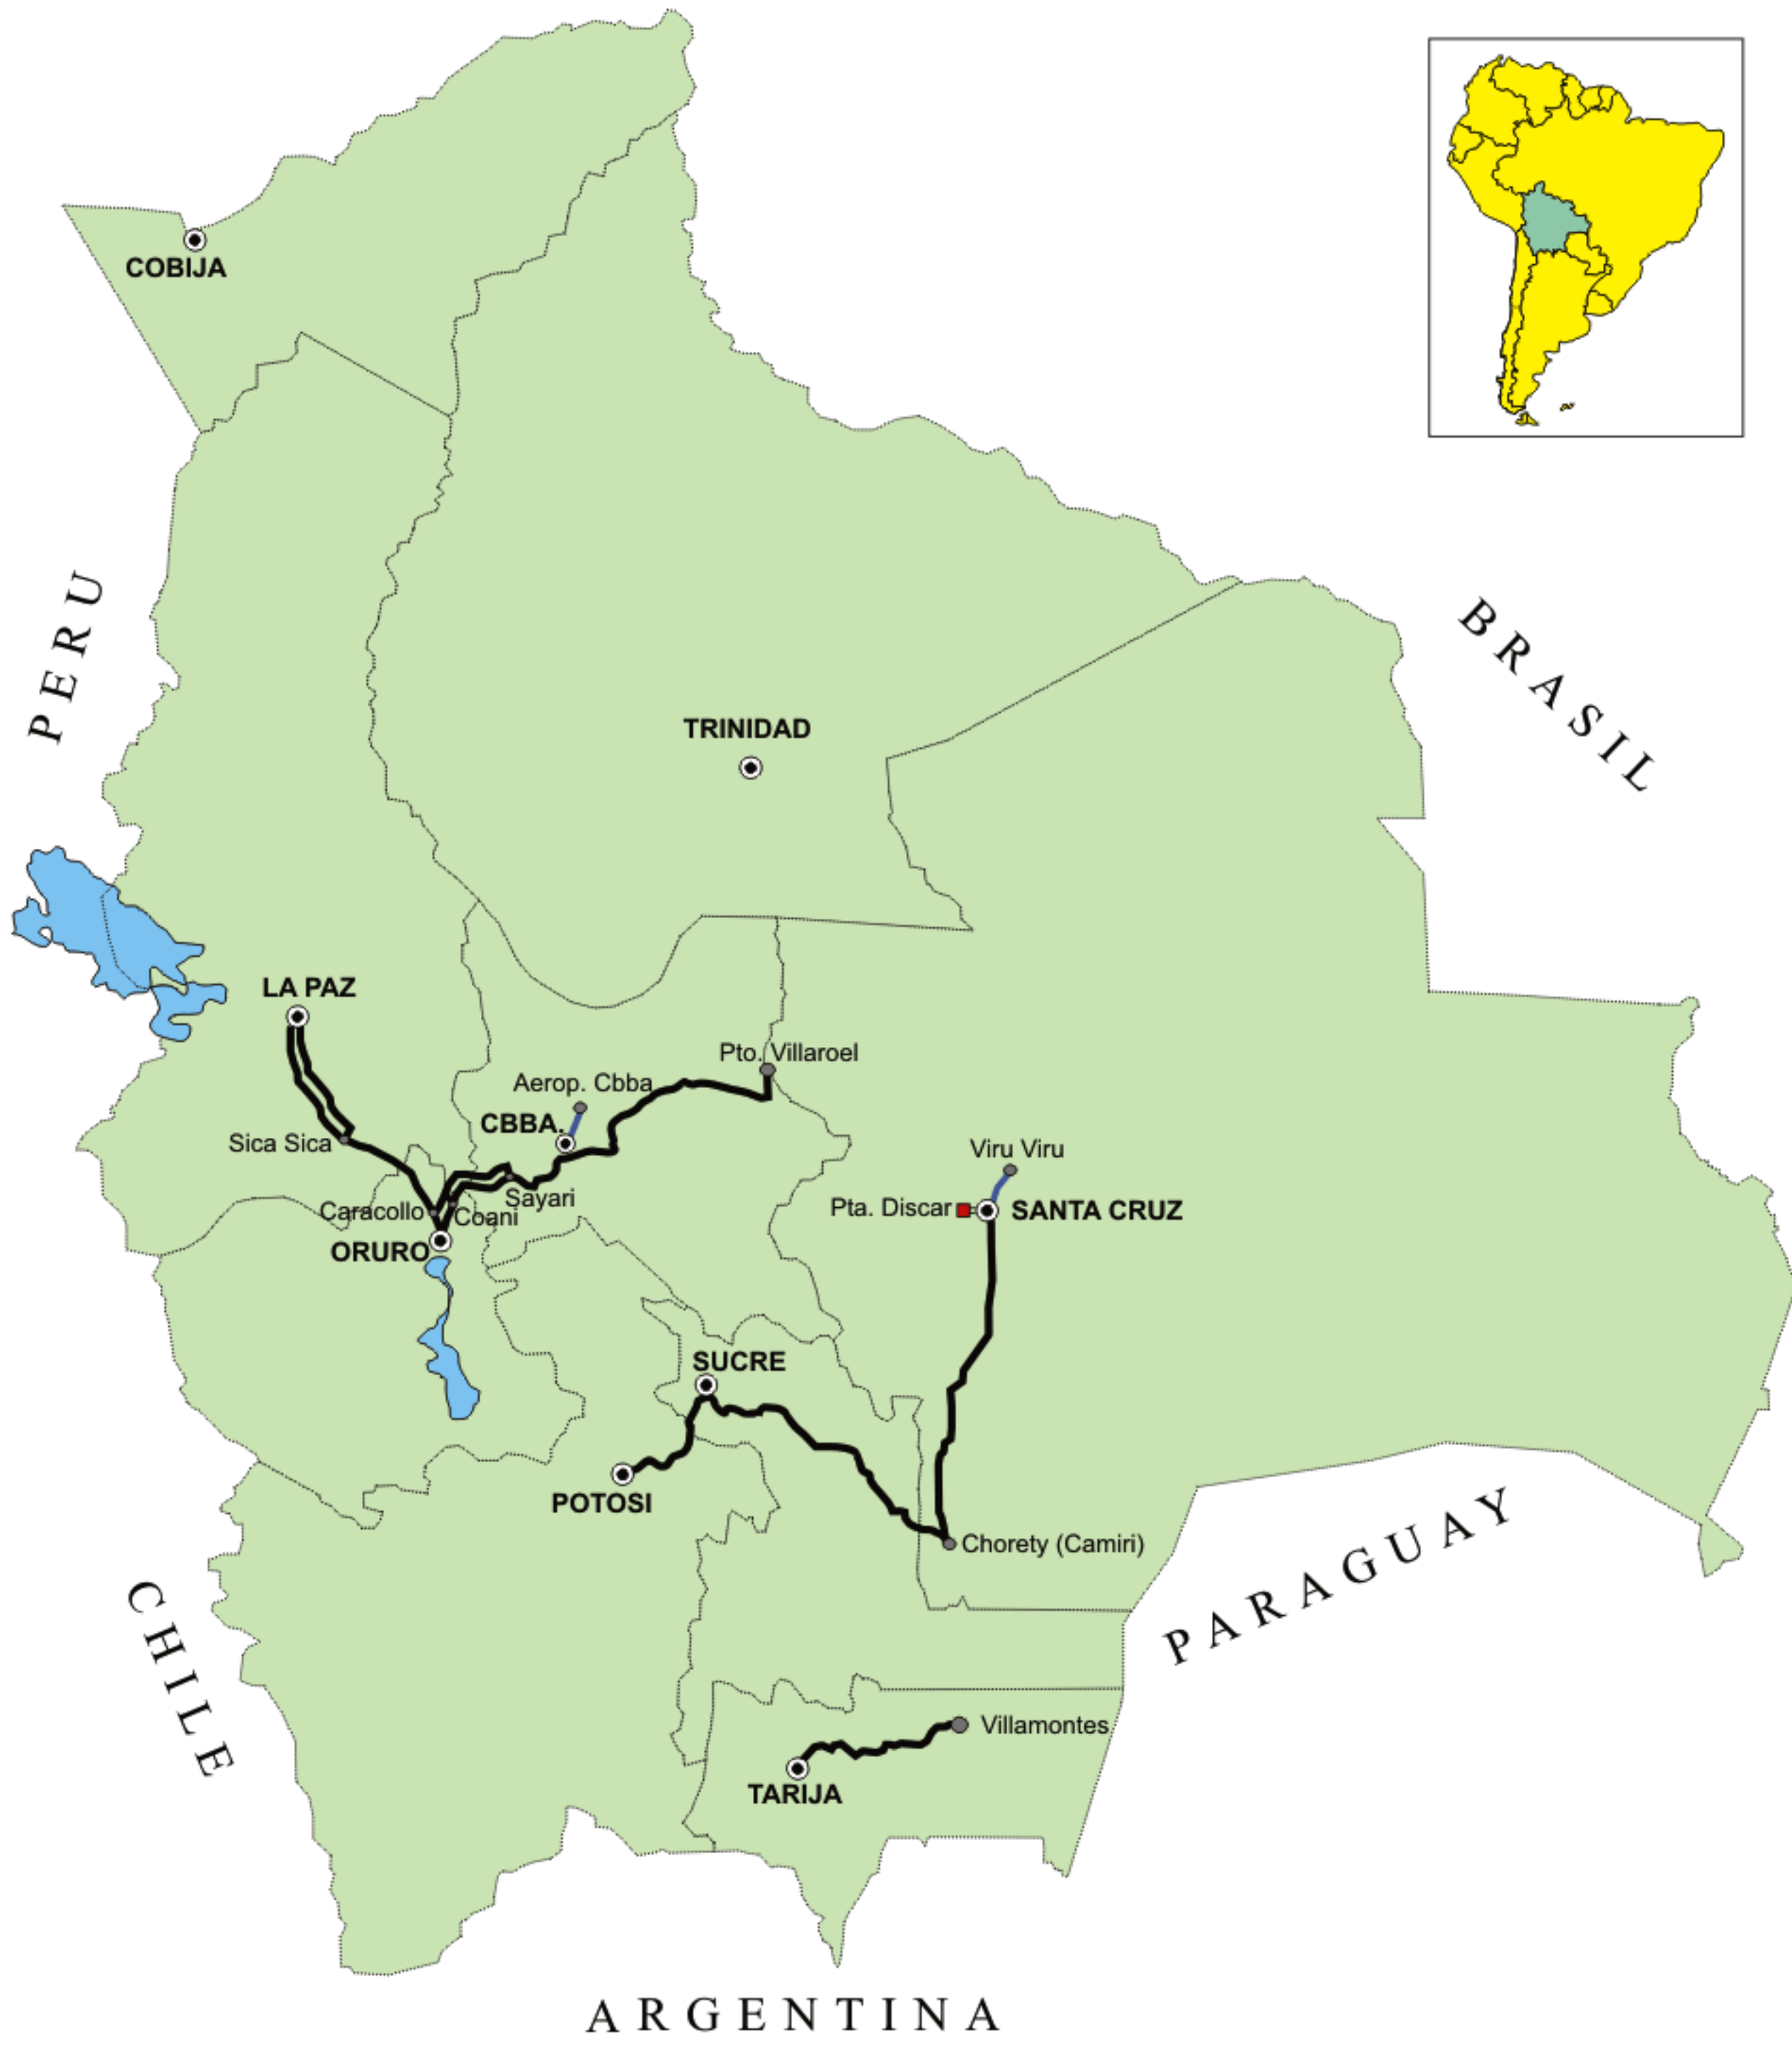 COBIJA
PERU
BRASIL
TRINIDAD
LA PAZ
Pto. Villaroel
Aerop. Cbba
CBBA.
Sica Sica
Viru Viru
Sayari
Pta. Discar
SANTA CRUZ
Caracollo
Coani
ORURO
SUCRE
POTOSI
Chorety (Camiri)
PARAGUAY
CHILE
Villamontes
TARIJA
ARGENTINA